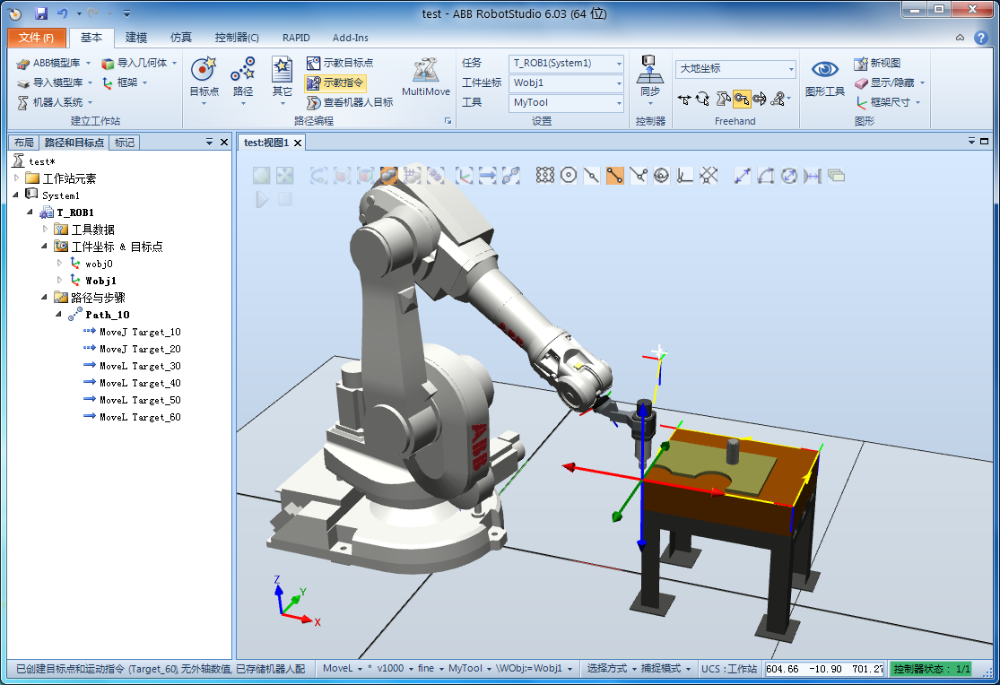 test - ABB RobotStudio 6.03 (64 位)
文件(F) 基本 建模 仿真 控制器(C) RAPID Add-Ins
ABB模型库 导入几何体
导入模型库 框架
机器人系统
建立工作站
目标点 路径 其它
示教目标点
示教指令
查看机器人目标
MultiMove
路径编程
任务 T_ROB1(System1)
工件坐标 Wobj1
工具 MyTool
设置
同步
控制器
大地坐标
Freehand
图形工具
新视图
显示/隐藏
框架尺寸
图形
布局 路径和目标点 标记
test:视图1
test*
工作站元素
System1
T_ROB1
工具数据
工件坐标 & 目标点
wobj0
Wobj1
路径与步骤
Path_10
MoveJ Target_10
MoveJ Target_20
MoveL Target_30
MoveL Target_40
MoveL Target_50
MoveL Target_60
ABB
ABB
Z
Y
X
已创建目标点和运动指令 (Target_60), 无外轴数值, 已存储机器人配 MoveL * v1000 fine MyTool \WObj:=Wobj1 选择方式 捕捉模式 UCS : 工作站 604.66 -10.90 701.27 控制器状态: 1/1